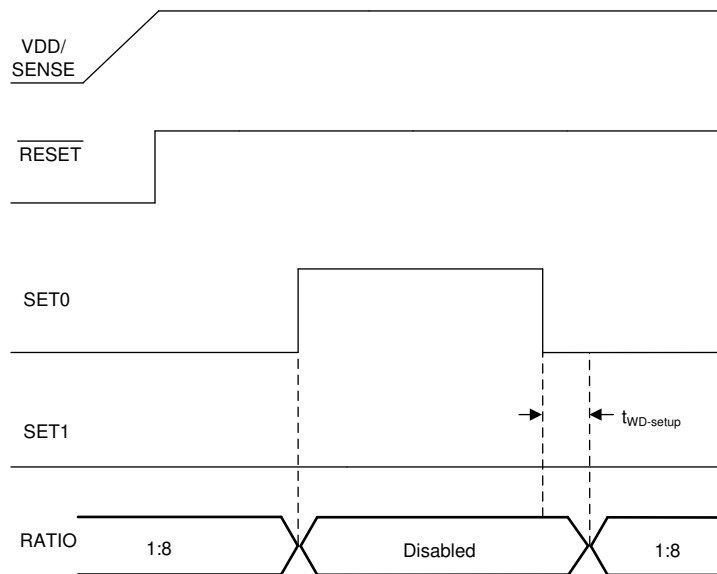 VDD/
SENSE
RESET
SET0
SET1
tWD-setup
RATIO
1:8
Disabled
1:8